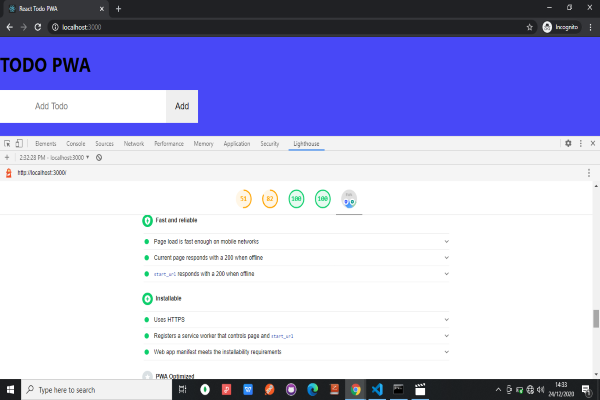 React Todo PWA
localhost:3000
Incognito
TODO PWA
Add Todo
Add
Elements Console Sources Network Performance Memory Application Security Lighthouse
2:02:28 PM - localhost:3000
http://localhost:3000/
51 82 100 100
Fast and reliable
Page load is fast enough on mobile networks
Current page responds with a 200 when offline
start_url responds with a 200 when offline
Installable
Uses HTTPS
Registers a service worker that controls page and start_url
Web app manifest meets the installability requirements
PWA Optimized
Type here to search
14:33
24/12/2020